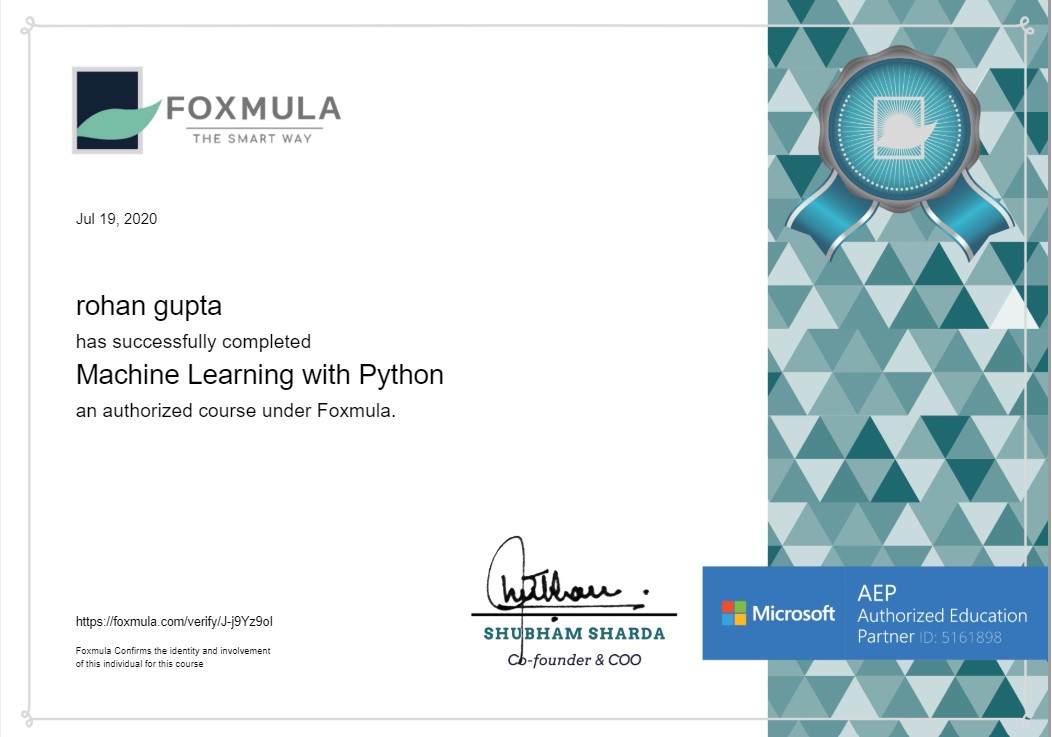 FOXMULA
THE SMART WAY
Jul 19, 2020
rohan gupta
has successfully completed
Machine Learning with Python
an authorized course under Foxmula.
https://foxmula.com/verify/J-j9Yz9oI
Foxmula Confirms the identity and involvement
of this individual for this course
SHUBHAM SHARDA
Co-founder & COO
Microsoft
AEP
Authorized Education
Partner ID: 5161898